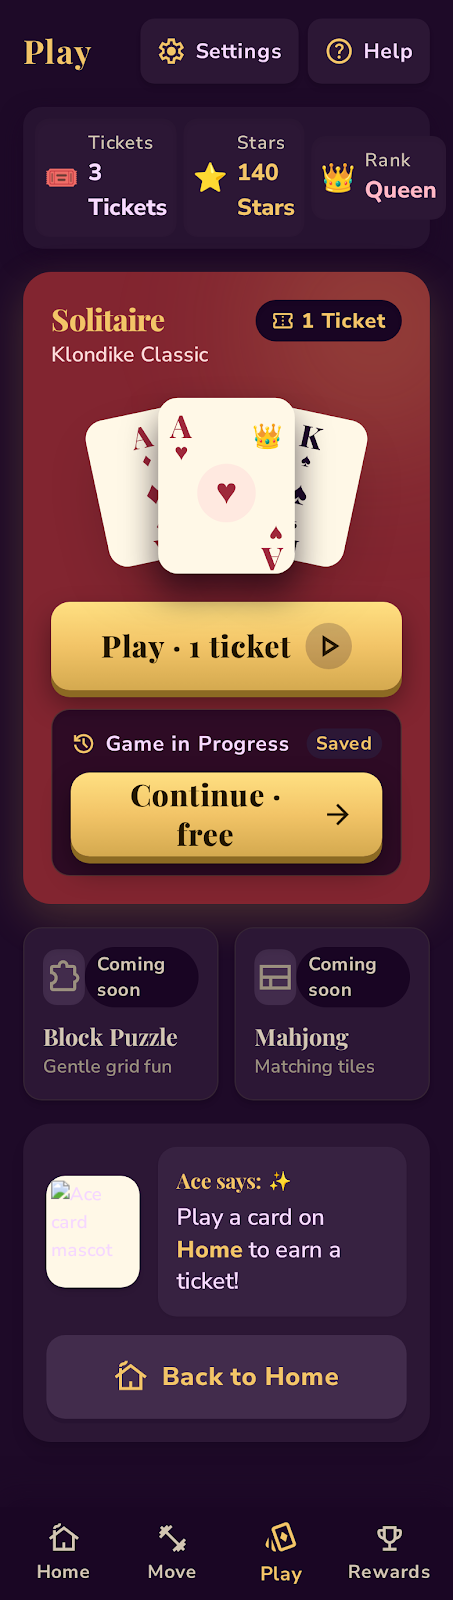 Play
Settings
Help
Tickets
3
Tickets
Stars
140
Stars
Rank
Queen
Solitaire
1 Ticket
Klondike Classic
A
A
K
A
Play · 1 ticket
Game in Progress
Saved
Continue ·
free
Coming
soon
Block Puzzle
Gentle grid fun
Coming
soon
Mahjong
Matching tiles
Ace
card
mascot
Ace says: ✨
Play a card on
Home to earn a
ticket!
Back to Home
Home
Move
Play
Rewards